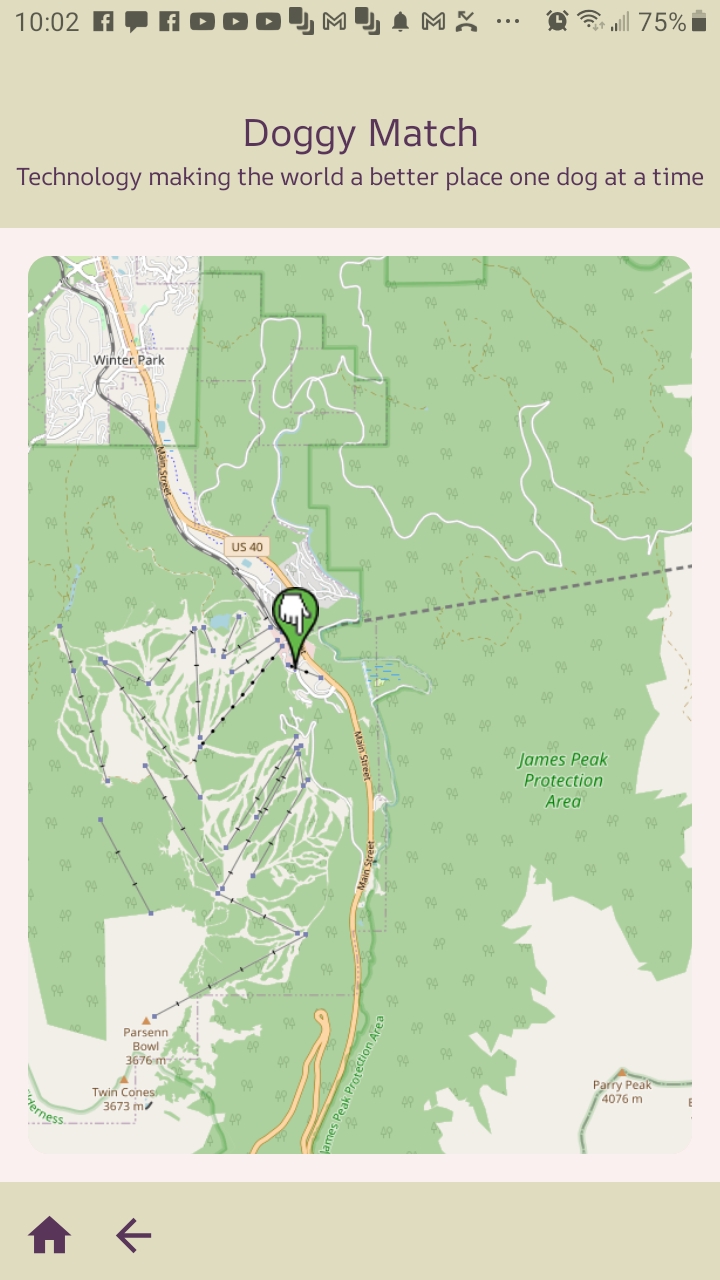 10:02
75%
Doggy Match
Technology making the world a better place one dog at a time
Winter Park
Main Street
US 40
Main Street
James Peak
Protection
Area
Main Street
Parsenn
Bowl
3676 m
Twin Cones
3673 m
Parry Peak
4076 m
James Peak Protection Area